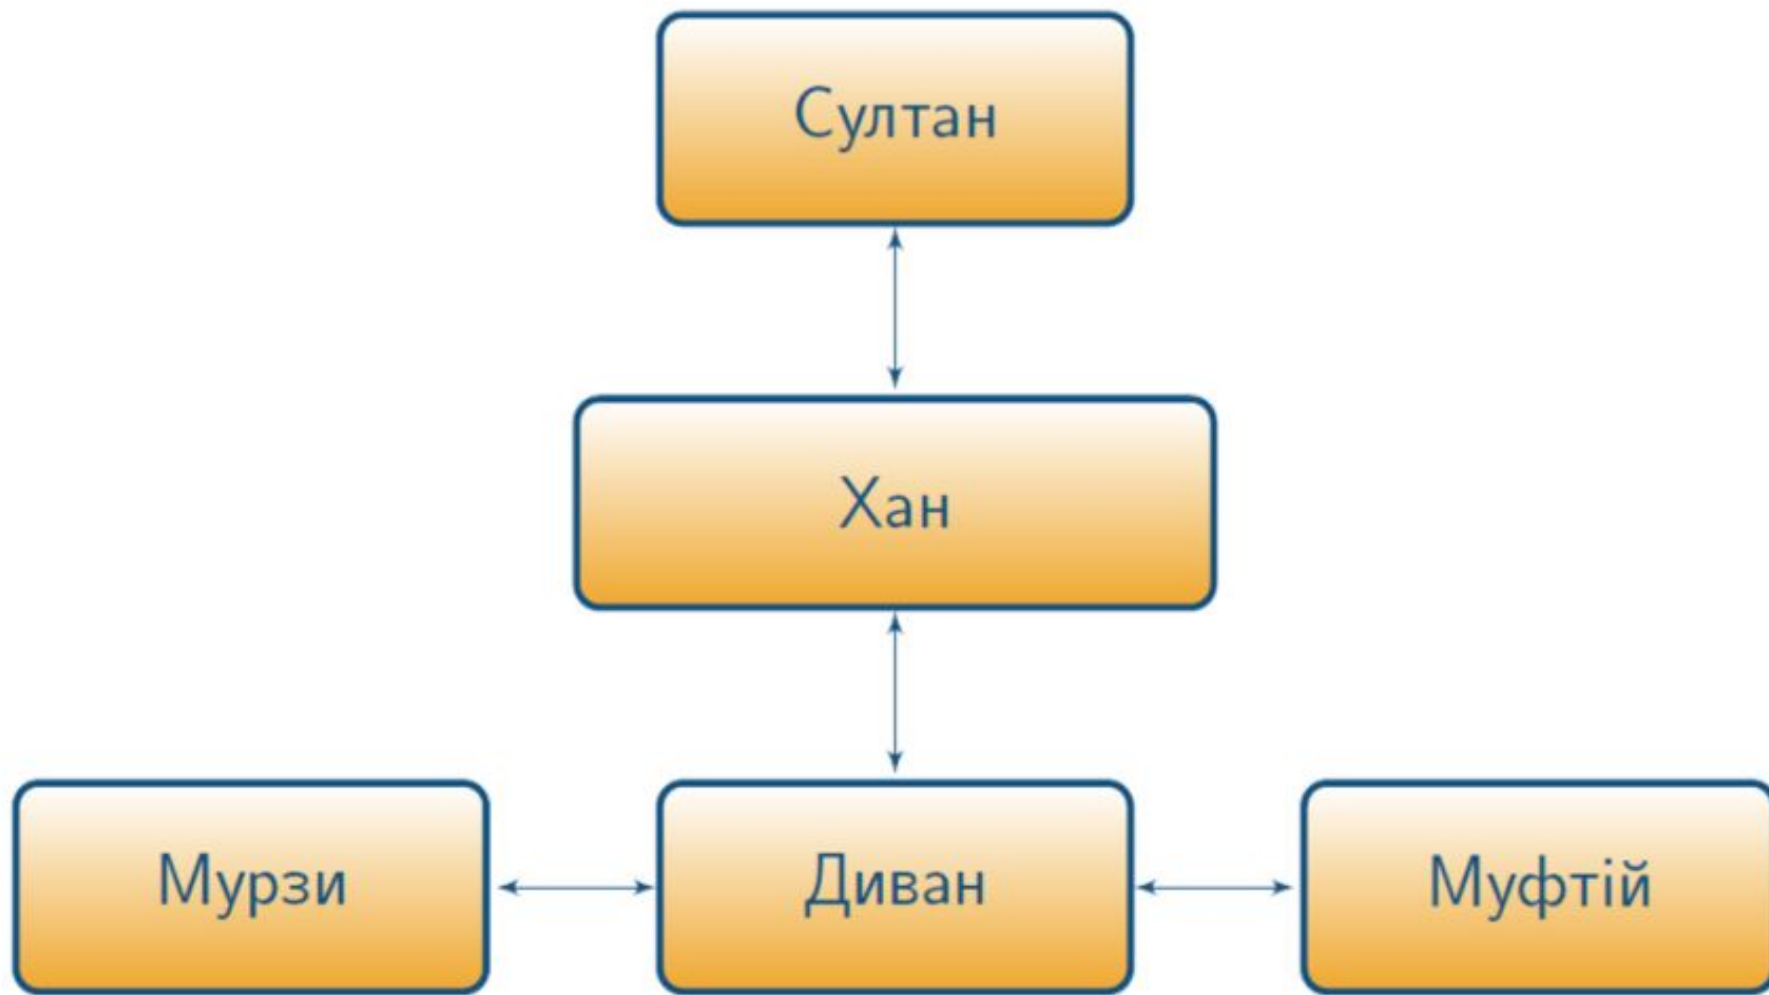 Султан
Хан
Мурзи
Диван
Муфтій